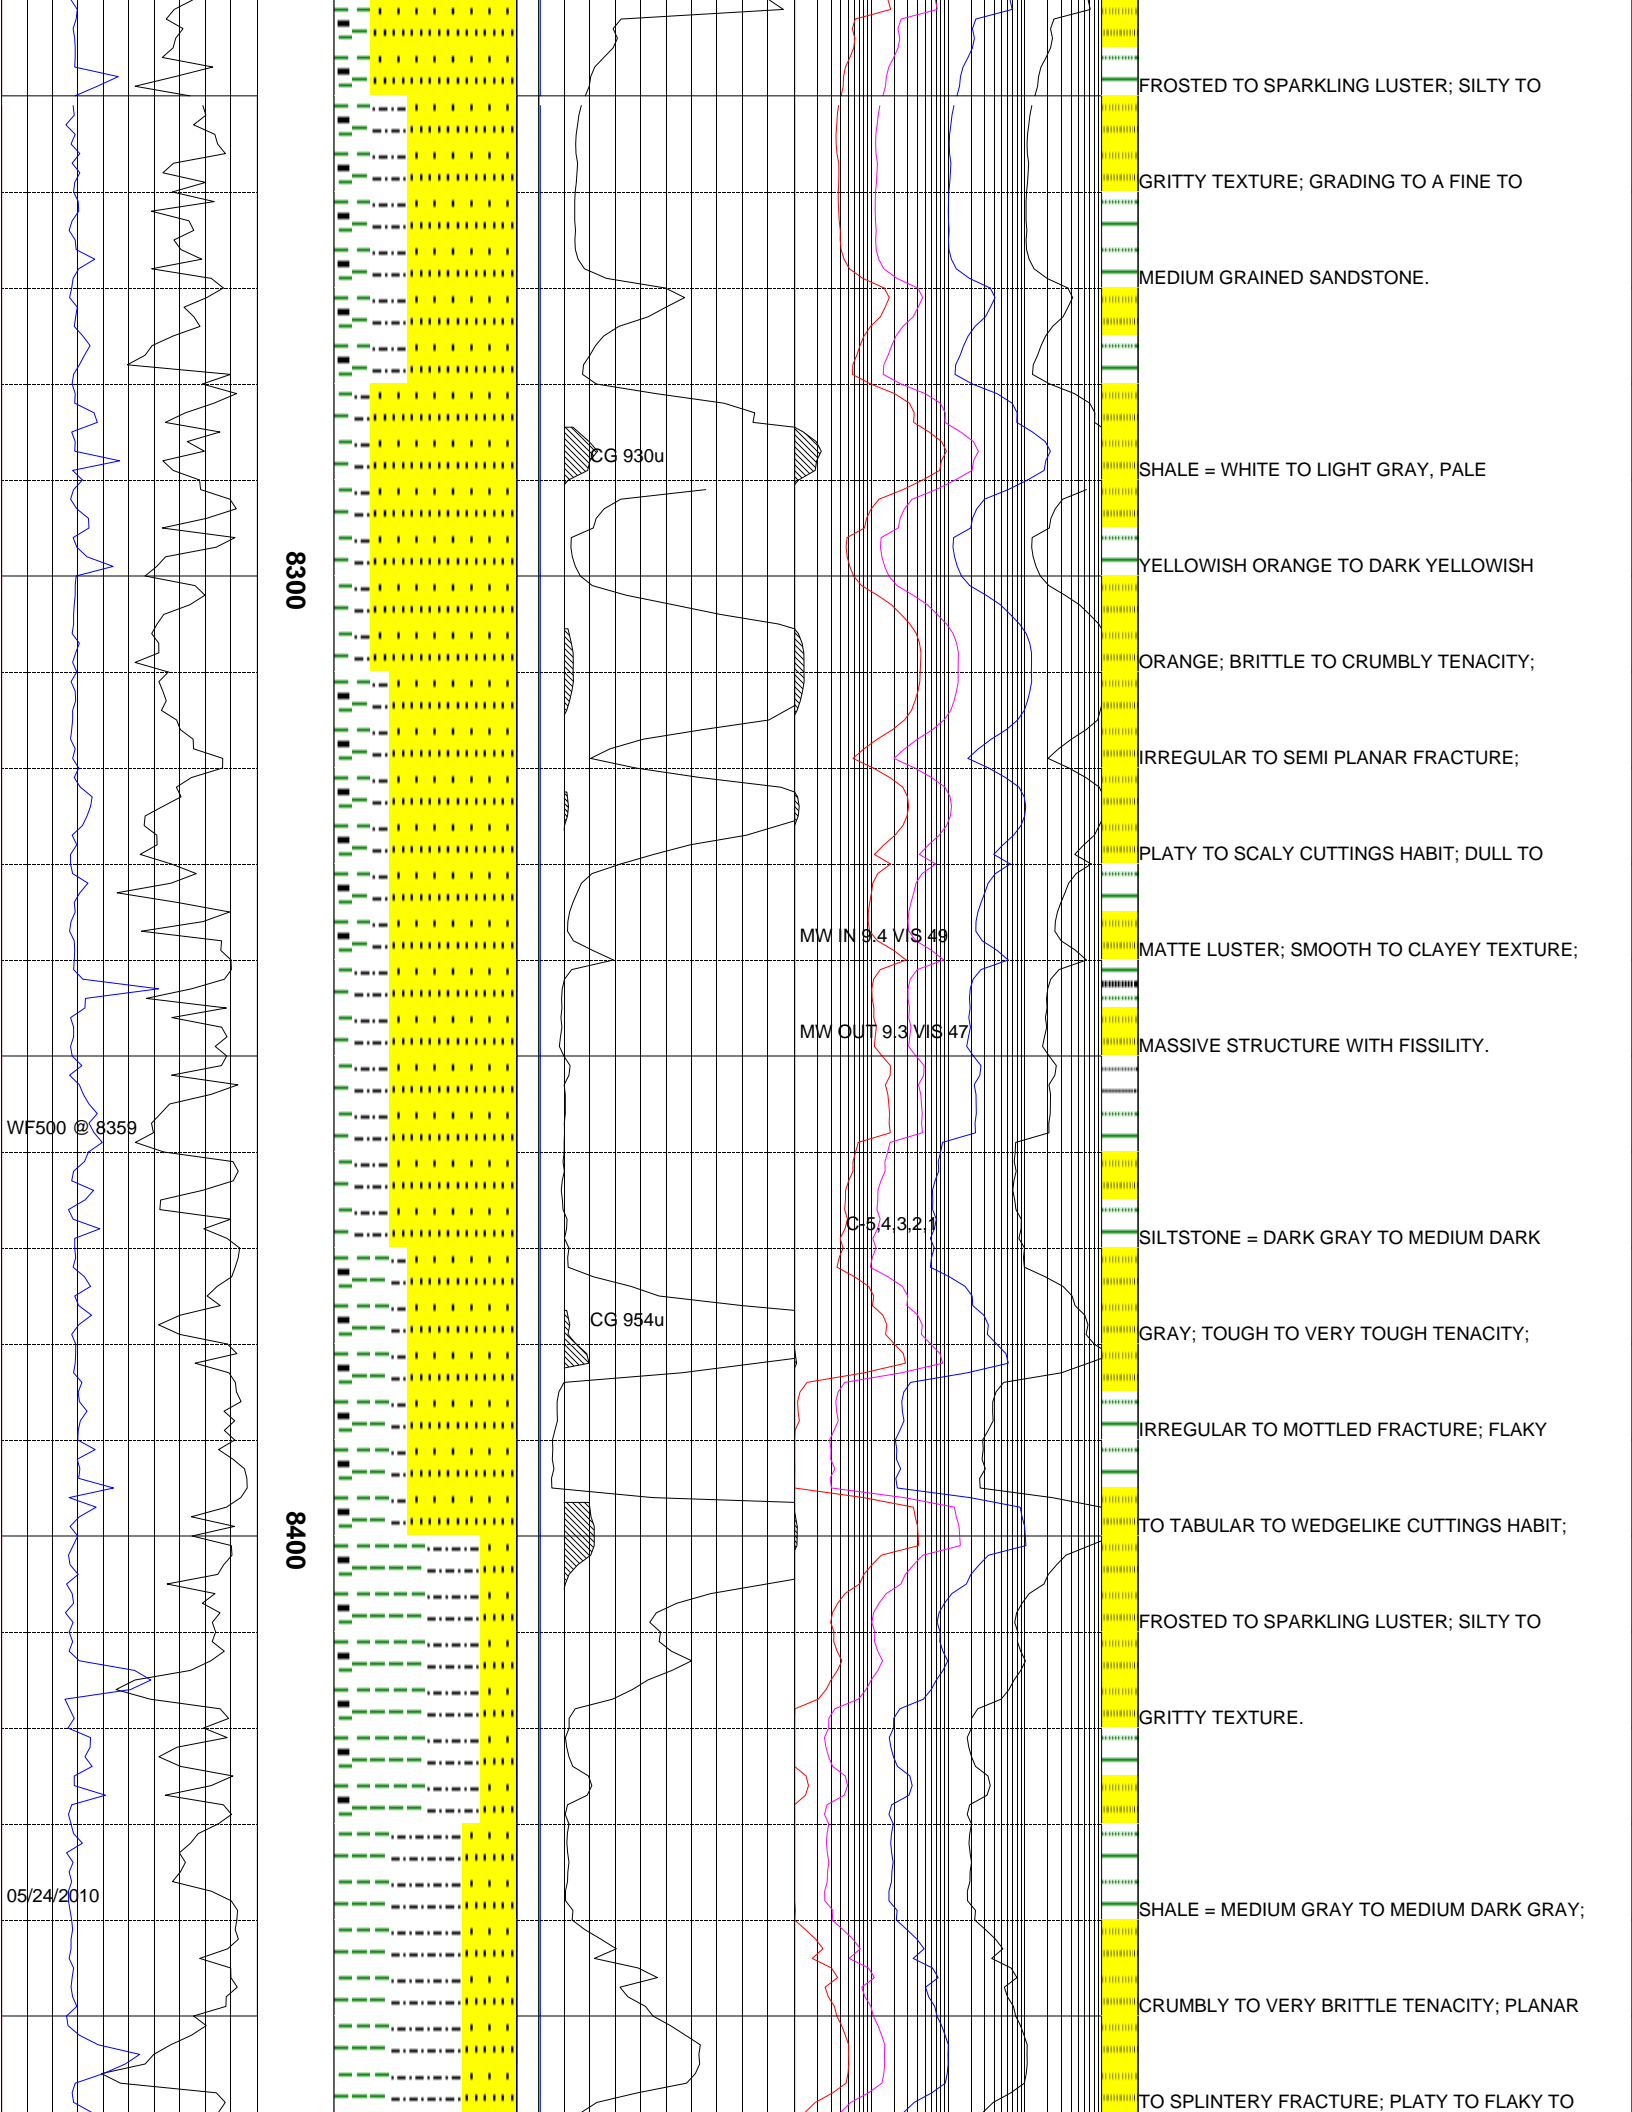 FROSTED TO SPARKLING LUSTER; SILTY TO
GRITTY TEXTURE; GRADING TO A FINE TO
MEDIUM GRAINED SANDSTONE.
CG 930u
SHALE = WHITE TO LIGHT GRAY, PALE
8300
YELLOWISH ORANGE TO DARK YELLOWISH
ORANGE; BRITTLE TO CRUMBLY TENACITY;
IRREGULAR TO SEMI PLANAR FRACTURE;
PLATY TO SCALY CUTTINGS HABIT; DULL TO
MW IN 9.4 VIS 49
MATTE LUSTER; SMOOTH TO CLAYEY TEXTURE;
MW OUT 9.3 VIS 47
MASSIVE STRUCTURE WITH FISSILITY.
WF500 @ 8359
C-5,4,3,2,1
SILTSTONE = DARK GRAY TO MEDIUM DARK
CG 954u
GRAY; TOUGH TO VERY TOUGH TENACITY;
IRREGULAR TO MOTTLED FRACTURE; FLAKY
8400
TO TABULAR TO WEDGELIKE CUTTINGS HABIT;
FROSTED TO SPARKLING LUSTER; SILTY TO
GRITTY TEXTURE.
05/24/2010
SHALE = MEDIUM GRAY TO MEDIUM DARK GRAY;
CRUMBLY TO VERY BRITTLE TENACITY; PLANAR
TO SPLINTERY FRACTURE; PLATY TO FLAKY TO